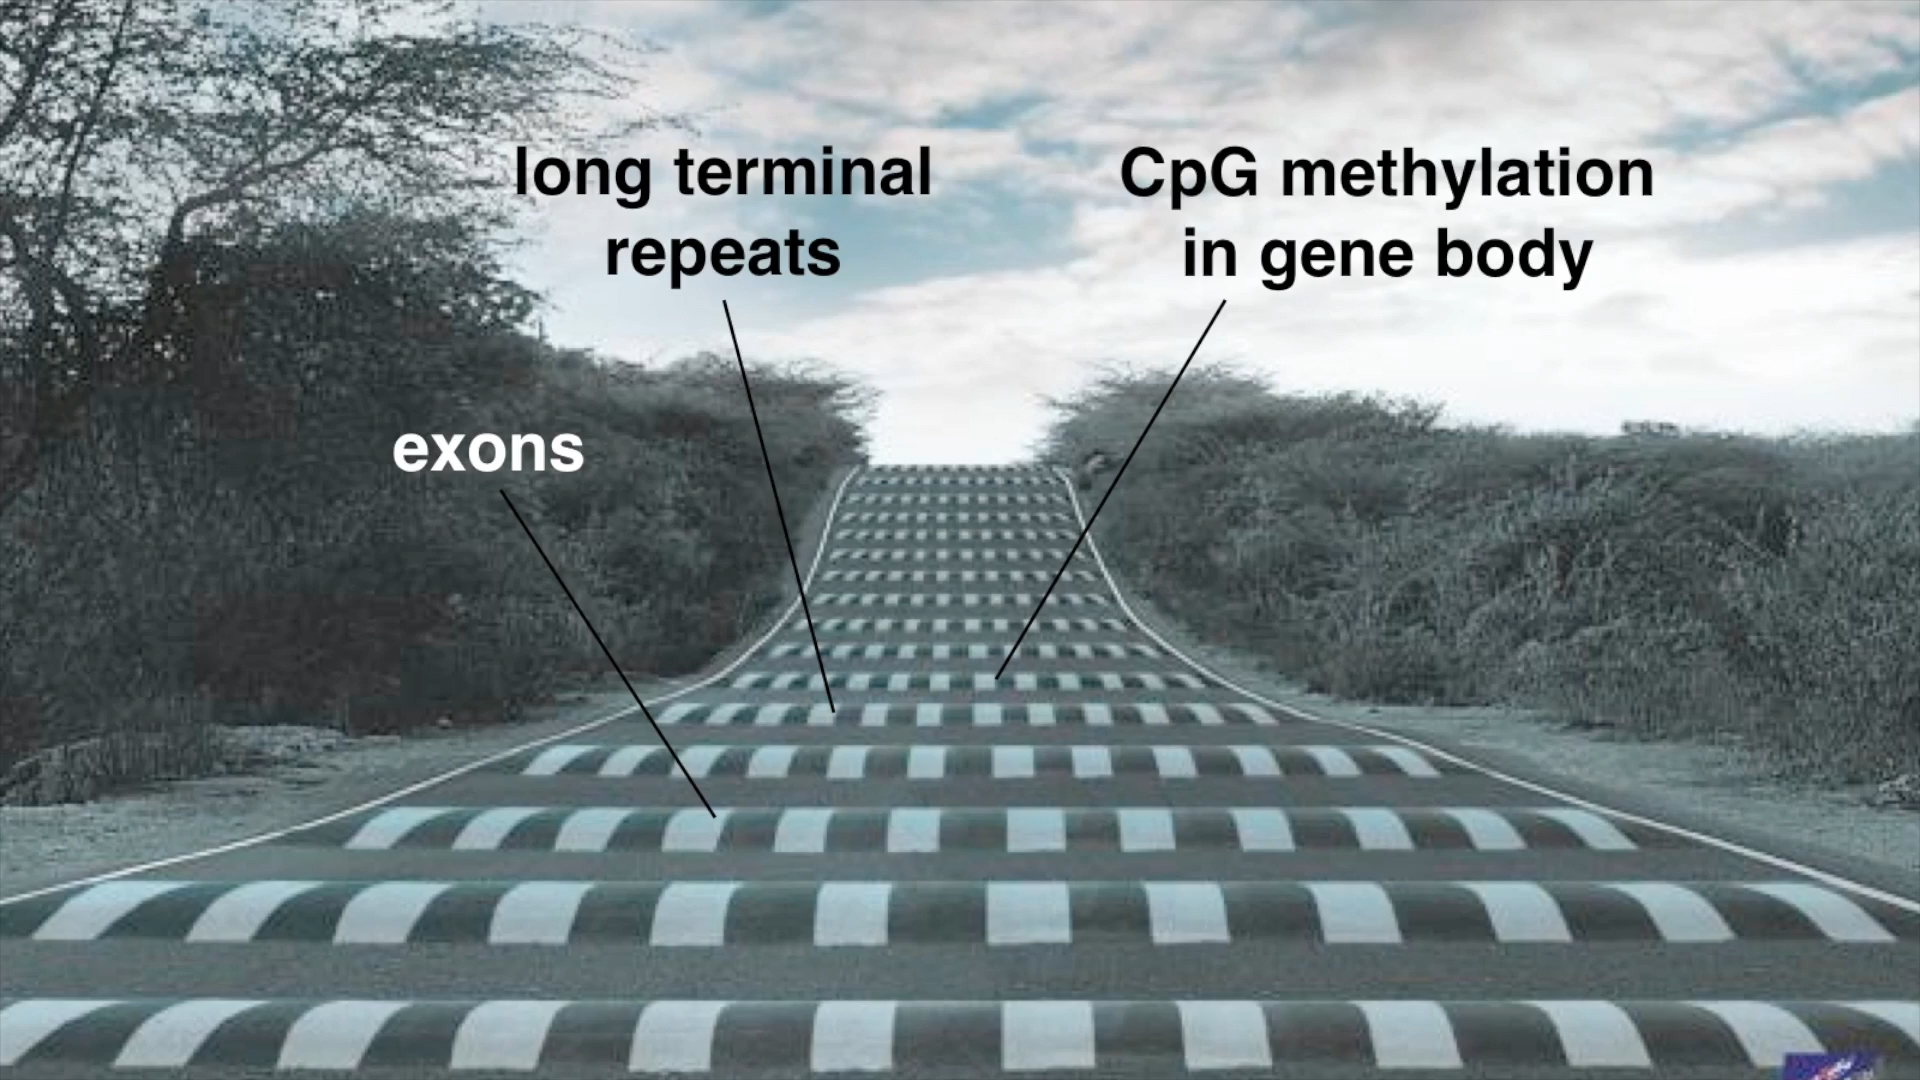 long terminal
repeats
CpG methylation
in gene body
exons